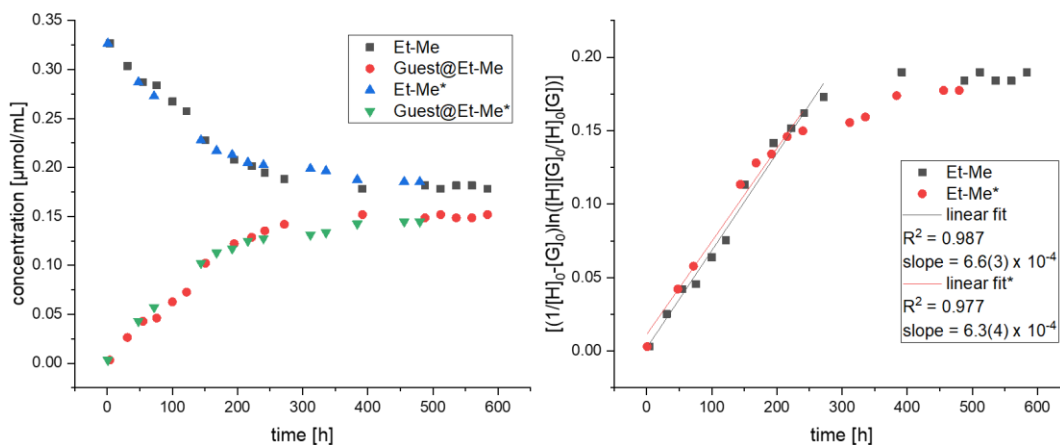 0.35
0.30
0.25
0.20
0.15
0.10
0.05
0.00
concentration [μmol/mL]
Et-Me
Guest@Et-Me
Et-Me*
Guest@Et-Me*
0 100 200 300 400 500 600
time [h]
0.20
0.15
0.10
0.05
0.00
[(1/[H]₀-[G]₀)ln([H][G]₀/[H]₀[G])]
Et-Me
Et-Me*
linear fit
R² = 0.987
slope = 6.6(3) x 10⁻⁴
linear fit*
R² = 0.977
slope = 6.3(4) x 10⁻⁴
0 100 200 300 400 500 600
time [h]